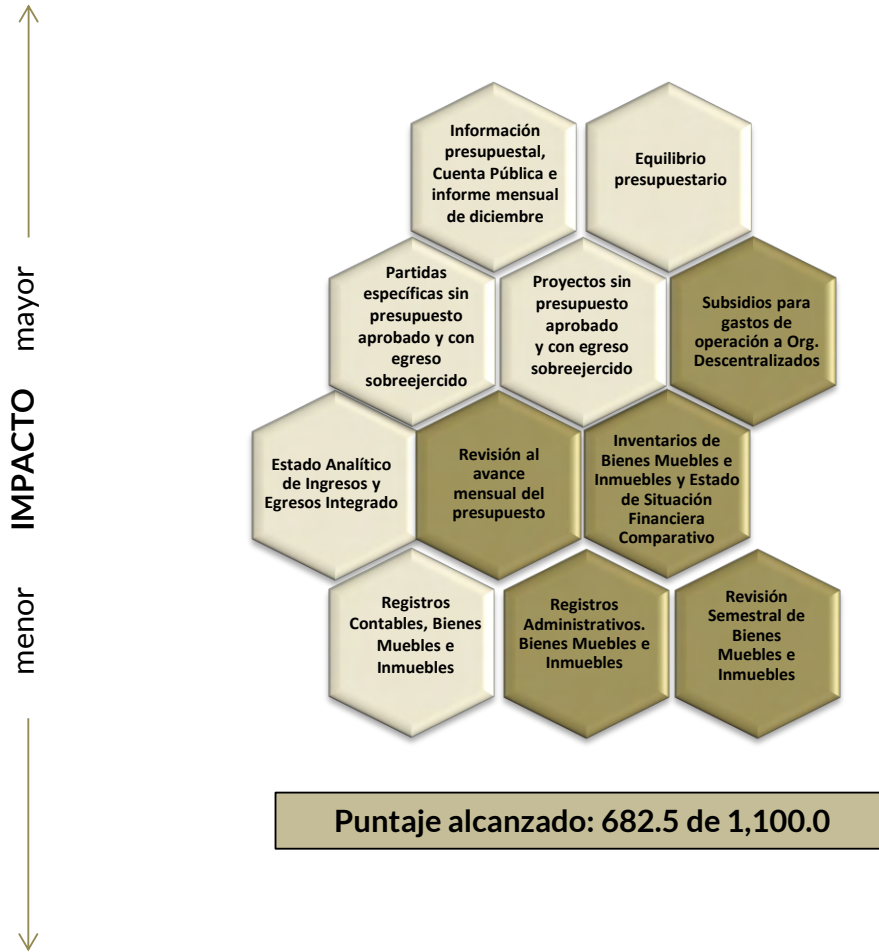 mayor
IMPACTO
menor
Información
presupuestal,
Cuenta Pública e
informe mensual
de diciembre
Equilibrio
presupuestario
Partidas
específicas sin
presupuesto
aprobado y con
egreso
sobreejercido
Proyectos sin
presupuesto
aprobado
y con egreso
sobreejercido
Subsidios para
gastos de
operación a Org.
Descentralizados
Estado Analítico
de Ingresos y
Egresos Integrado
Revisión al
avance
mensual del
presupuesto
Inventarios de
Bienes Muebles e
Inmuebles y Estado
de Situación
Financiera
Comparativo
Registros
Contables, Bienes
Muebles e
Inmuebles
Registros
Administrativos.
Bienes Muebles e
Inmuebles
Revisión
Semestral de
Bienes
Muebles e
Inmuebles
Puntaje alcanzado: 682.5 de 1,100.0